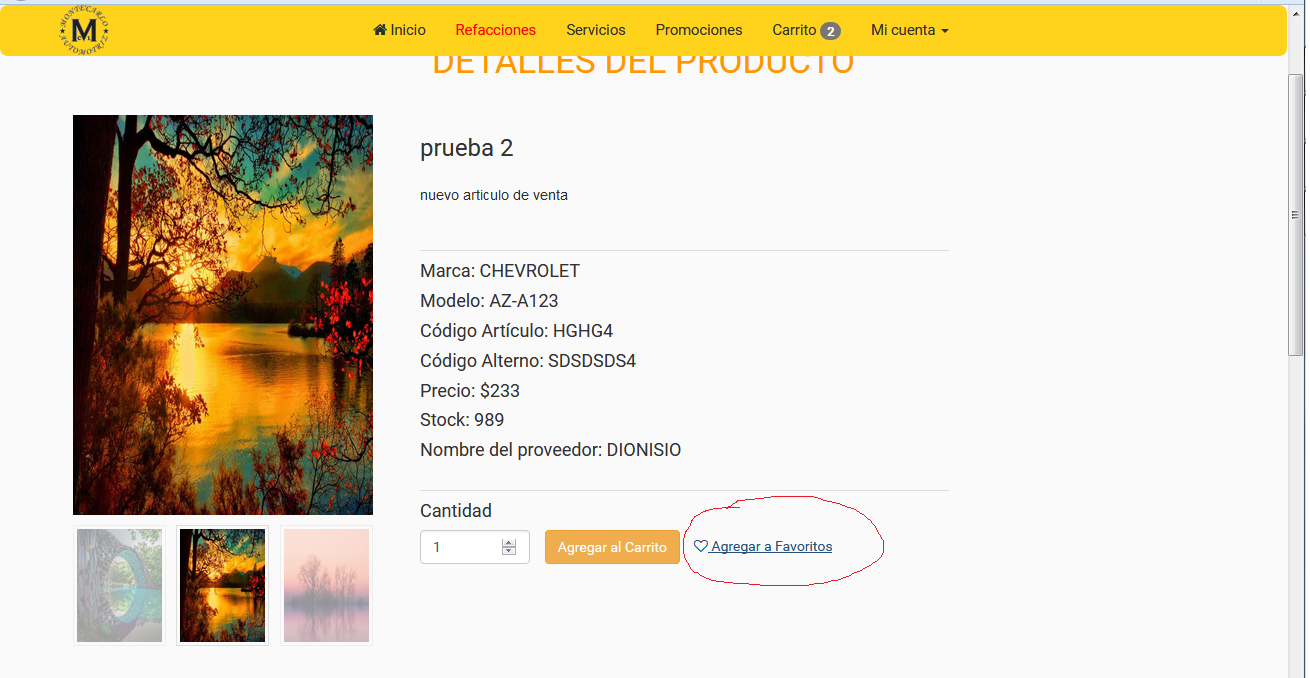 MONTECARLO
M
C V L
AUTOMOTRIZ
Inicio Refacciones Servicios Promociones Carrito 2 Mi cuenta
DETALLES DEL PRODUCTO
prueba 2
nuevo articulo de venta
Marca: CHEVROLET
Modelo: AZ-A123
Código Artículo: HGHG4
Código Alterno: SDSDSDS4
Precio: $233
Stock: 989
Nombre del proveedor: DIONISIO
Cantidad
1 Agregar al Carrito Agregar a Favoritos